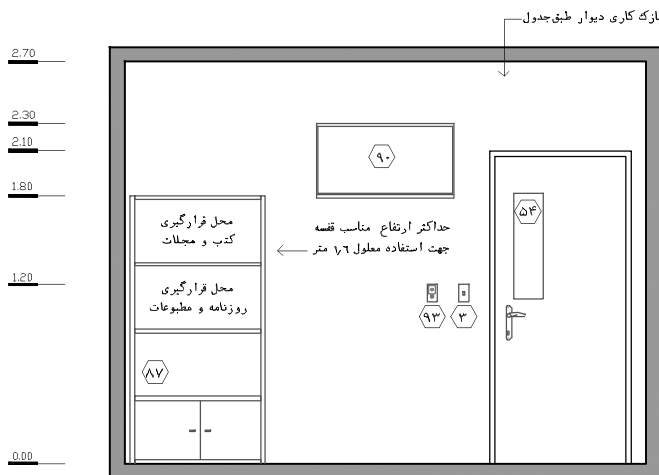 نازک کاری دیوار طبق جدول
2.70
2.30
2.10
1.80
1.20
0.00
۹۰
۵۴
محل قرارگیری
کتب و مجلات
حداکثر ارتفاع مناسب قفسه
جهت استفاده معلول ۱٫۶ متر
محل قرارگیری
روزنامه و مطبوعات
۹۳
۳
۸۷